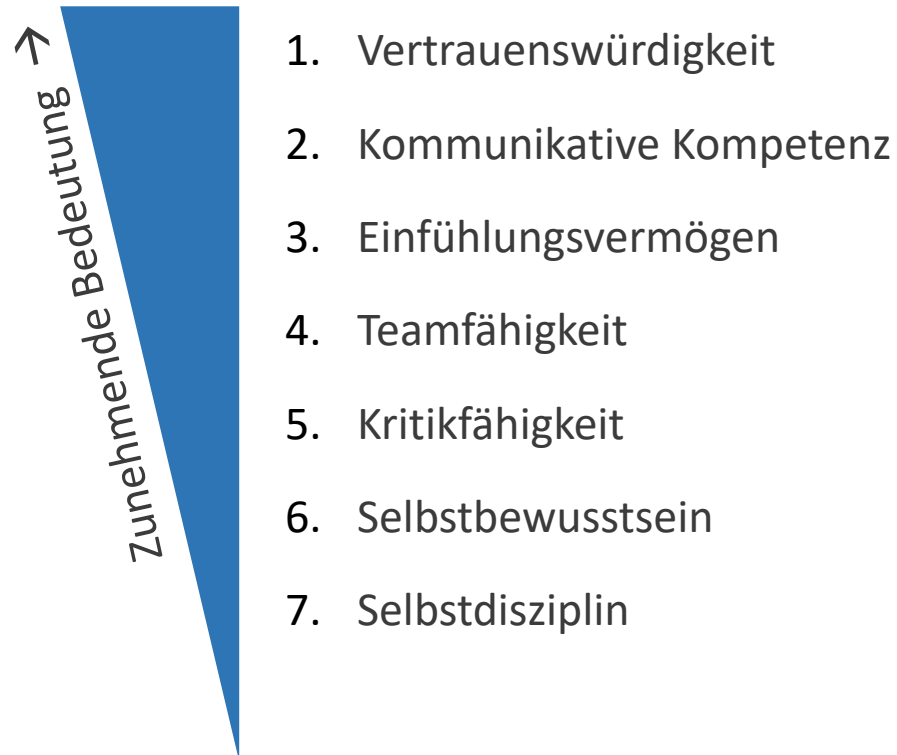 Zunehmende Bedeutung →
1. Vertrauenswürdigkeit
2. Kommunikative Kompetenz
3. Einfühlungsvermögen
4. Teamfähigkeit
5. Kritikfähigkeit
6. Selbstbewusstsein
7. Selbstdisziplin